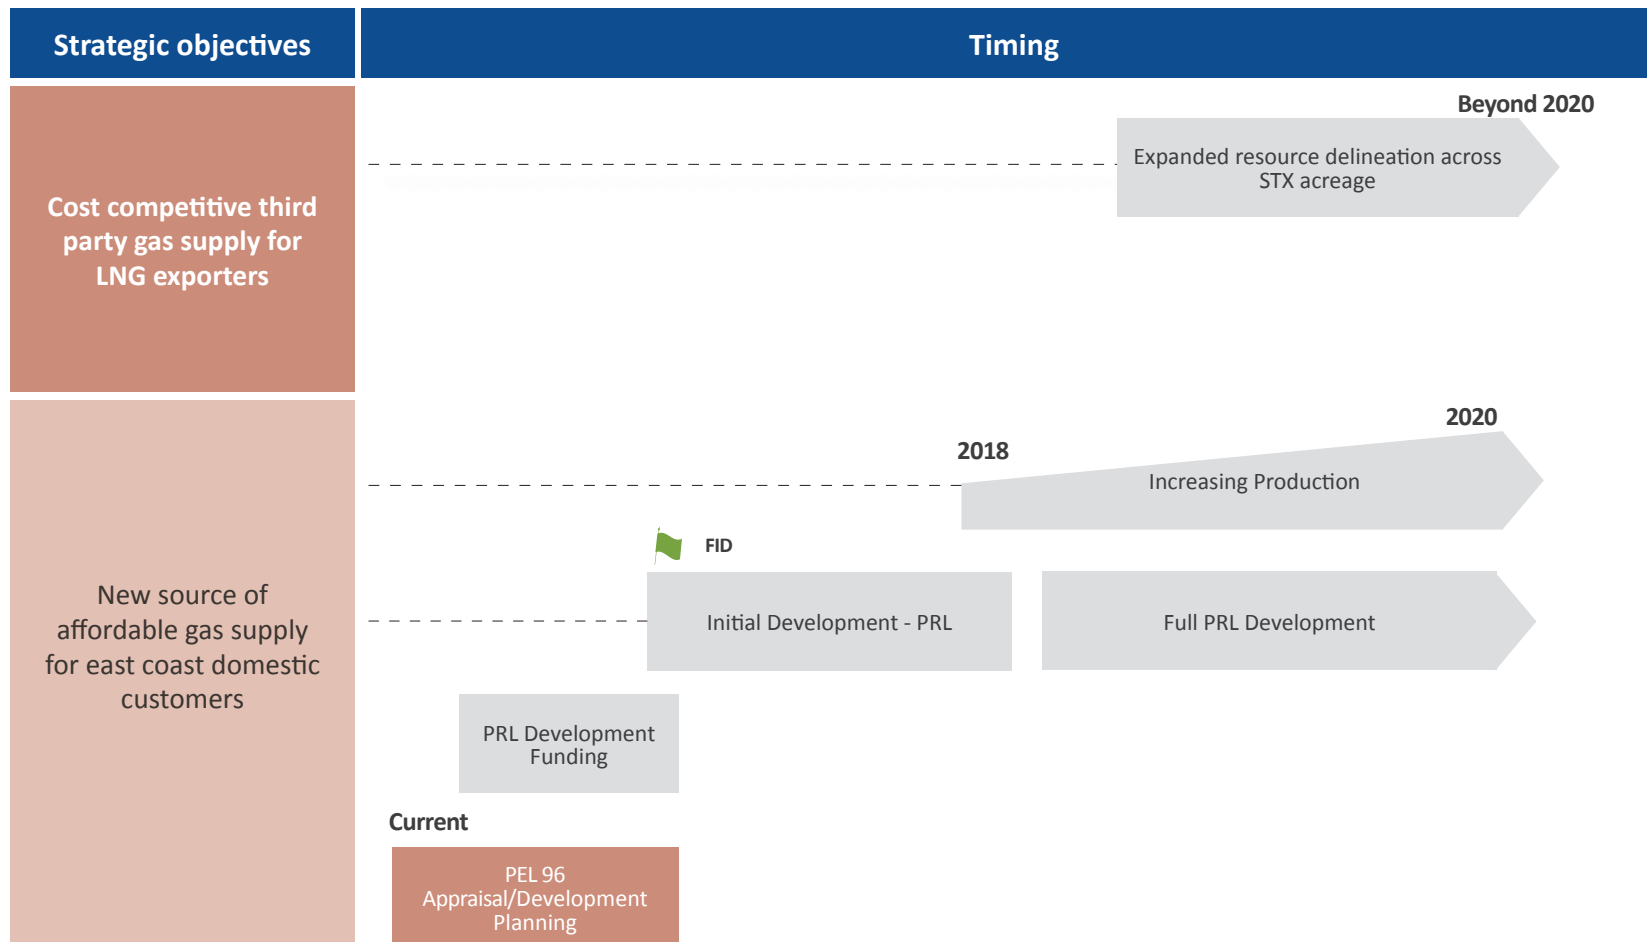 Strategic objectives
Timing
Cost competitive third
party gas supply for
LNG exporters
Beyond 2020
Expanded resource delineation across
STX acreage
New source of
affordable gas supply
for east coast domestic
customers
2018
2020
Increasing Production
FID
Initial Development - PRL
Full PRL Development
PRL Development
Funding
Current
PEL 96
Appraisal/Development
Planning